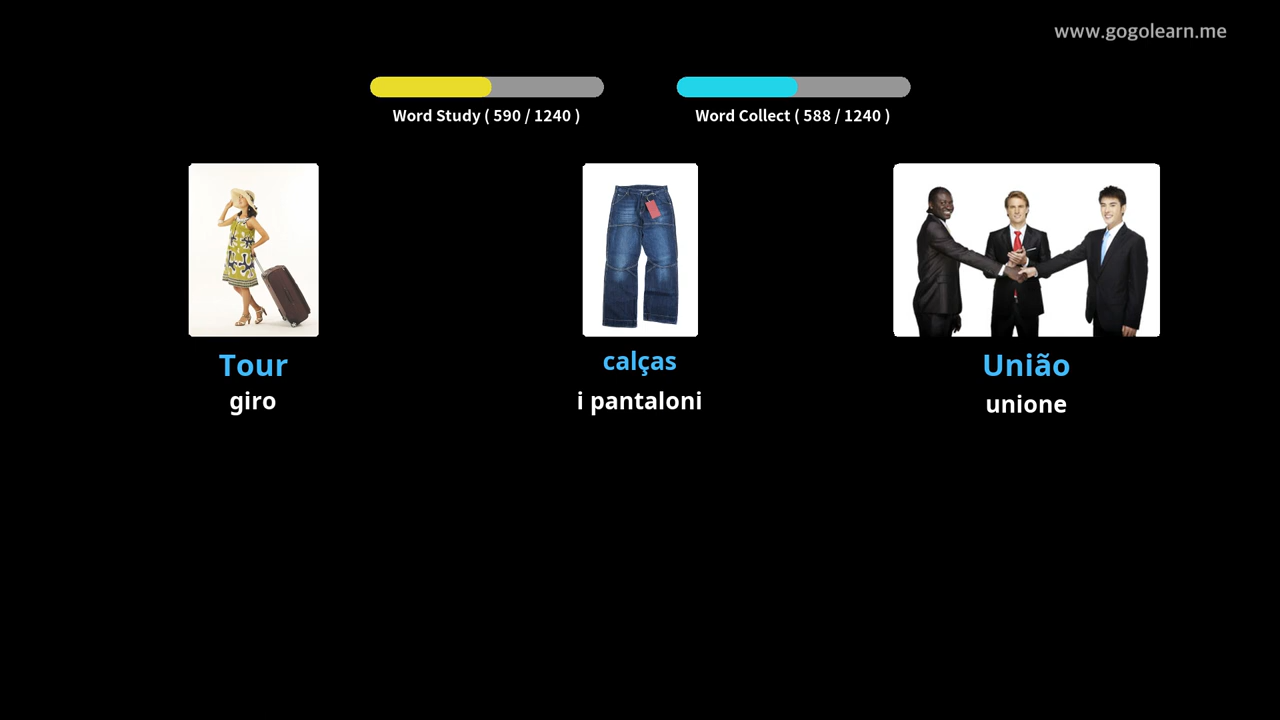 www.gogolearn.me
Word Study ( 590 / 1240 )
Word Collect ( 588 / 1240 )
Tour
giro
calças
i pantaloni
União
unione